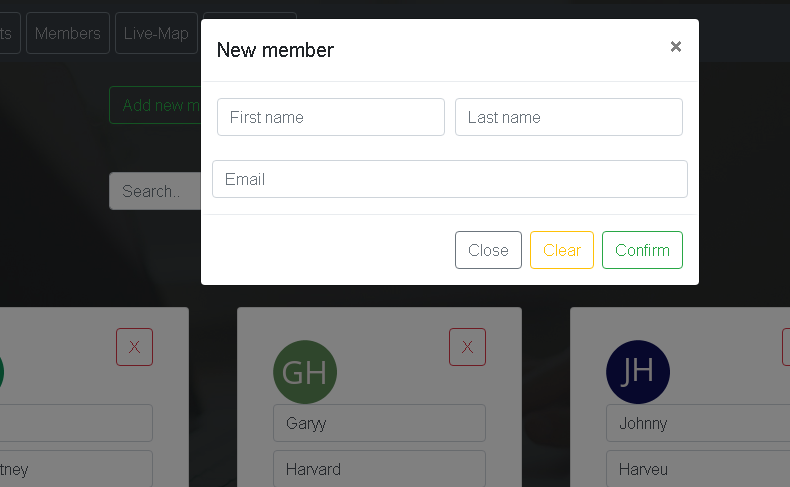 ts Members Live-Map
New member ×
Add new m
First name Last name
Search..
Email
Close Clear Confirm
X X
GH JH
Garyy Johnny
tney Harvard Harveu